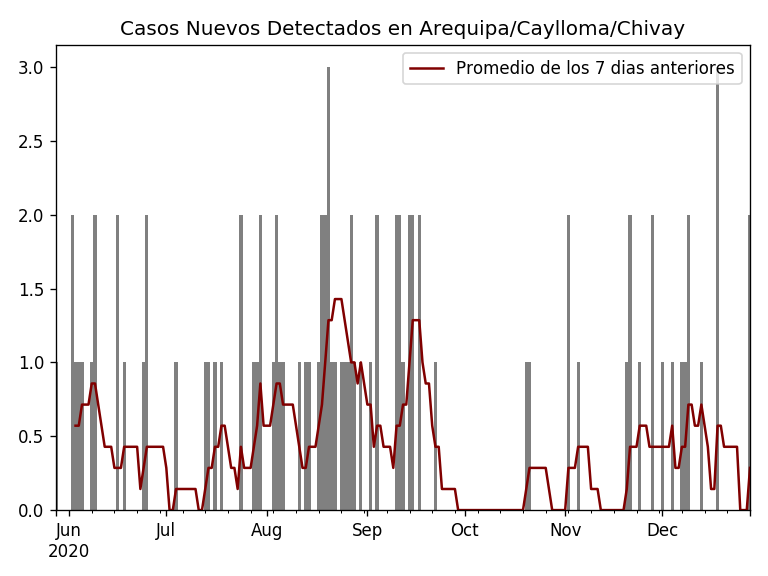 Casos Nuevos Detectados en Arequipa/Caylloma/Chivay
Promedio de los 7 dias anteriores
3.0
2.5
2.0
1.5
1.0
0.5
0.0
Jun Jul Aug Sep Oct Nov Dec
2020